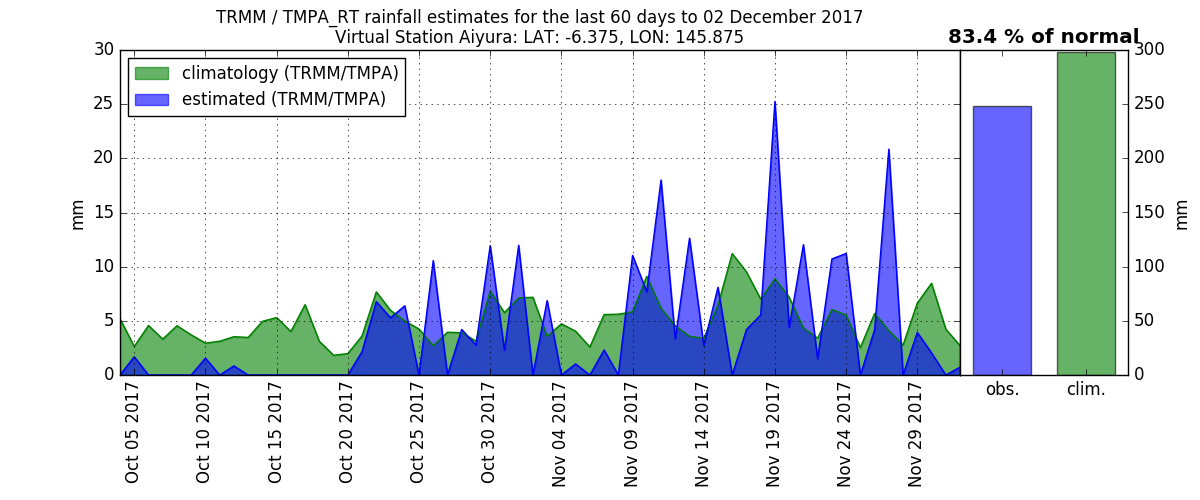 TRMM / TMPA_RT rainfall estimates for the last 60 days to 02 December 2017
Virtual Station Aiyura: LAT: -6.375, LON: 145.875
83.4 % of normal
climatology (TRMM/TMPA)
estimated (TRMM/TMPA)
30
25
20
15
10
5
0
mm
Oct 05 2017
Oct 10 2017
Oct 15 2017
Oct 20 2017
Oct 25 2017
Oct 30 2017
Nov 04 2017
Nov 09 2017
Nov 14 2017
Nov 19 2017
Nov 24 2017
Nov 29 2017
obs.
clim.
300
250
200
150
100
50
0
mm